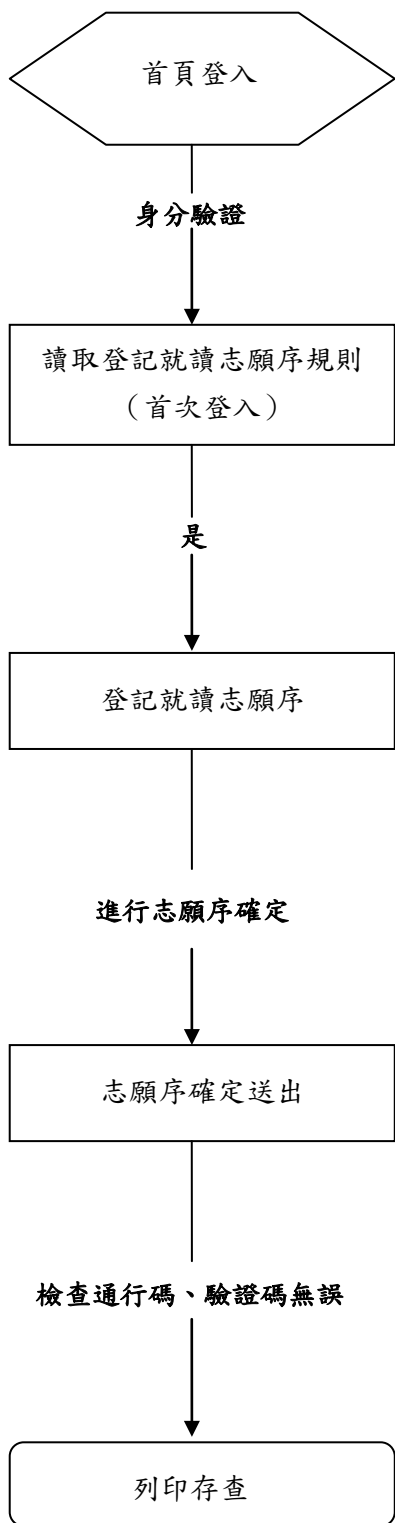 首頁登入
身分驗證
讀取登記就讀志願序規則
（首次登入）
是
登記就讀志願序
進行志願序確定
志願序確定送出
檢查通行碼、驗證碼無誤
列印存查